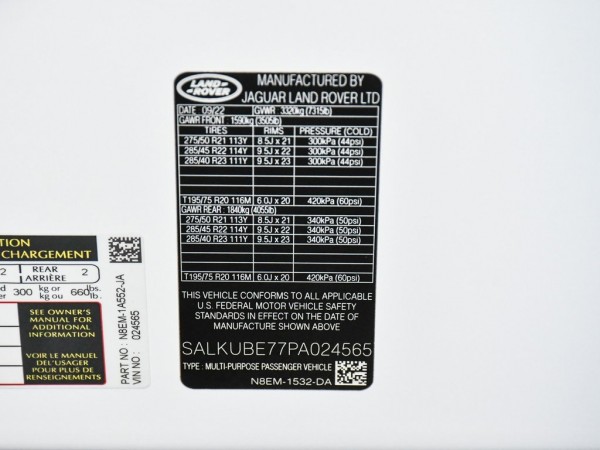 LAND-
ROVER
MANUFACTURED BY
JAGUAR LAND ROVER LTD
DATE 09/22 GVWR 3320kg (7315lb)
GAWR FRONT 1590kg (3505lb)
TIRES RIMS PRESSURE (COLD)
275/50 R21 113Y 8.5J x 21 300kPa (44psi)
285/45 R22 114Y 9.5J x 22 300kPa (44psi)
285/40 R23 111Y 9.5J x 23 300kPa (44psi)
T195/75 R20 116M 6.0J x 20 420kPa (60psi)
GAWR REAR 1840kg (4055lb)
275/50 R21 113Y 8.5J x 21 340kPa (50psi)
285/45 R22 114Y 9.5J x 22 340kPa (50psi)
285/40 R23 111Y 9.5J x 23 340kPa (50psi)
T195/75 R20 116M 6.0J x 20 420kPa (60psi)
THIS VEHICLE CONFORMS TO ALL APPLICABLE
U.S. FEDERAL MOTOR VEHICLE SAFETY
STANDARDS IN EFFECT ON THE DATE OF
MANUFACTURE SHOWN ABOVE
SALKUBE77PA024565
TYPE : MULTI-PURPOSE PASSENGER VEHICLE
N8EM-1532-DA
TION
CHARGEMENT
2 REAR 2
ARRIÈRE
300 kg or 660 lbs.
kg ou lb.
SEE OWNER'S
MANUAL FOR
ADDITIONAL
INFORMATION
VOIR LE MANUEL
DEL'USAGER
POUR PLUS DE
RENSEIGNEMENTS
PART NO : N8EM-1A552-JA
VIN NO : 024565